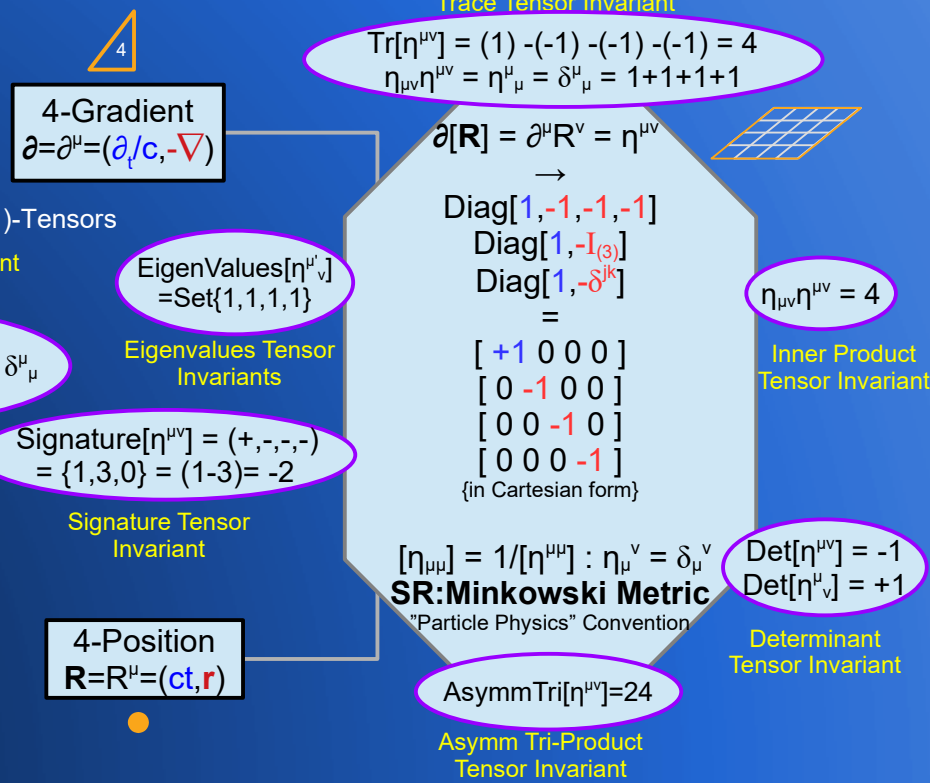 Trace Tensor Invariant
Tr[η^μν] = (1) -(-1) -(-1) -(-1) = 4
η_μν η^μν = η^μ_μ = δ^μ_μ = 1+1+1+1
4
4-Gradient
∂=∂^μ=(∂_t/c,-∇)
)-Tensors
nt
∂[R] = ∂^μR^ν = η^μν
→
Diag[1,-1,-1,-1]
Diag[1,-I_(3)]
Diag[1,-δ^jk]
=
[ +1 0 0 0 ]
[ 0 -1 0 0 ]
[ 0 0 -1 0 ]
[ 0 0 0 -1 ]
{in Cartesian form}
[η_μμ] = 1/[η^μμ] : η_μ^ν = δ_μ^ν
SR:Minkowski Metric
"Particle Physics" Convention
EigenValues[η^μ'_ν]
=Set{1,1,1,1}
Eigenvalues Tensor
Invariants
δ^μ_μ
Signature[η^μν] = (+,-,-,-)
= {1,3,0} = (1-3)= -2
Signature Tensor
Invariant
4-Position
R=R^μ=(ct,r)
η_μν η^μν = 4
Inner Product
Tensor Invariant
Det[η^μν] = -1
Det[η^μ_ν] = +1
Determinant
Tensor Invariant
AsymmTri[η^μν]=24
Asymm Tri-Product
Tensor Invariant